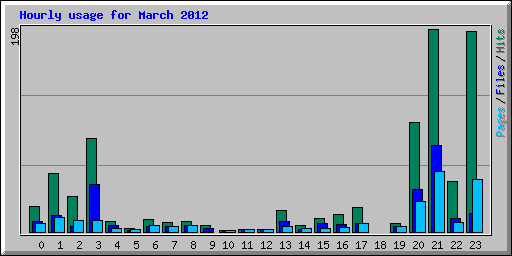 Hourly usage for March 2012
198
Pages/Files/Hits
0 1 2 3 4 5 6 7 8 9 10 11 12 13 14 15 16 17 18 19 20 21 22 23